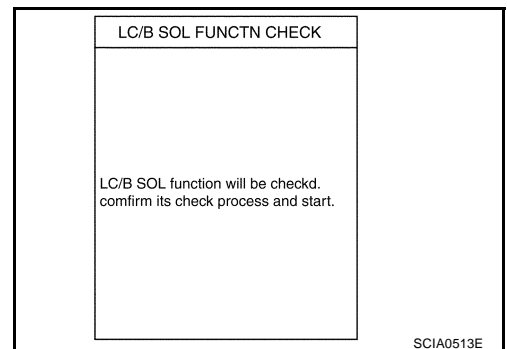 LC/B SOL FUNCTN CHECK
LC/B SOL function will be checkd.
comfirm its check process and start.
SCIA0513E